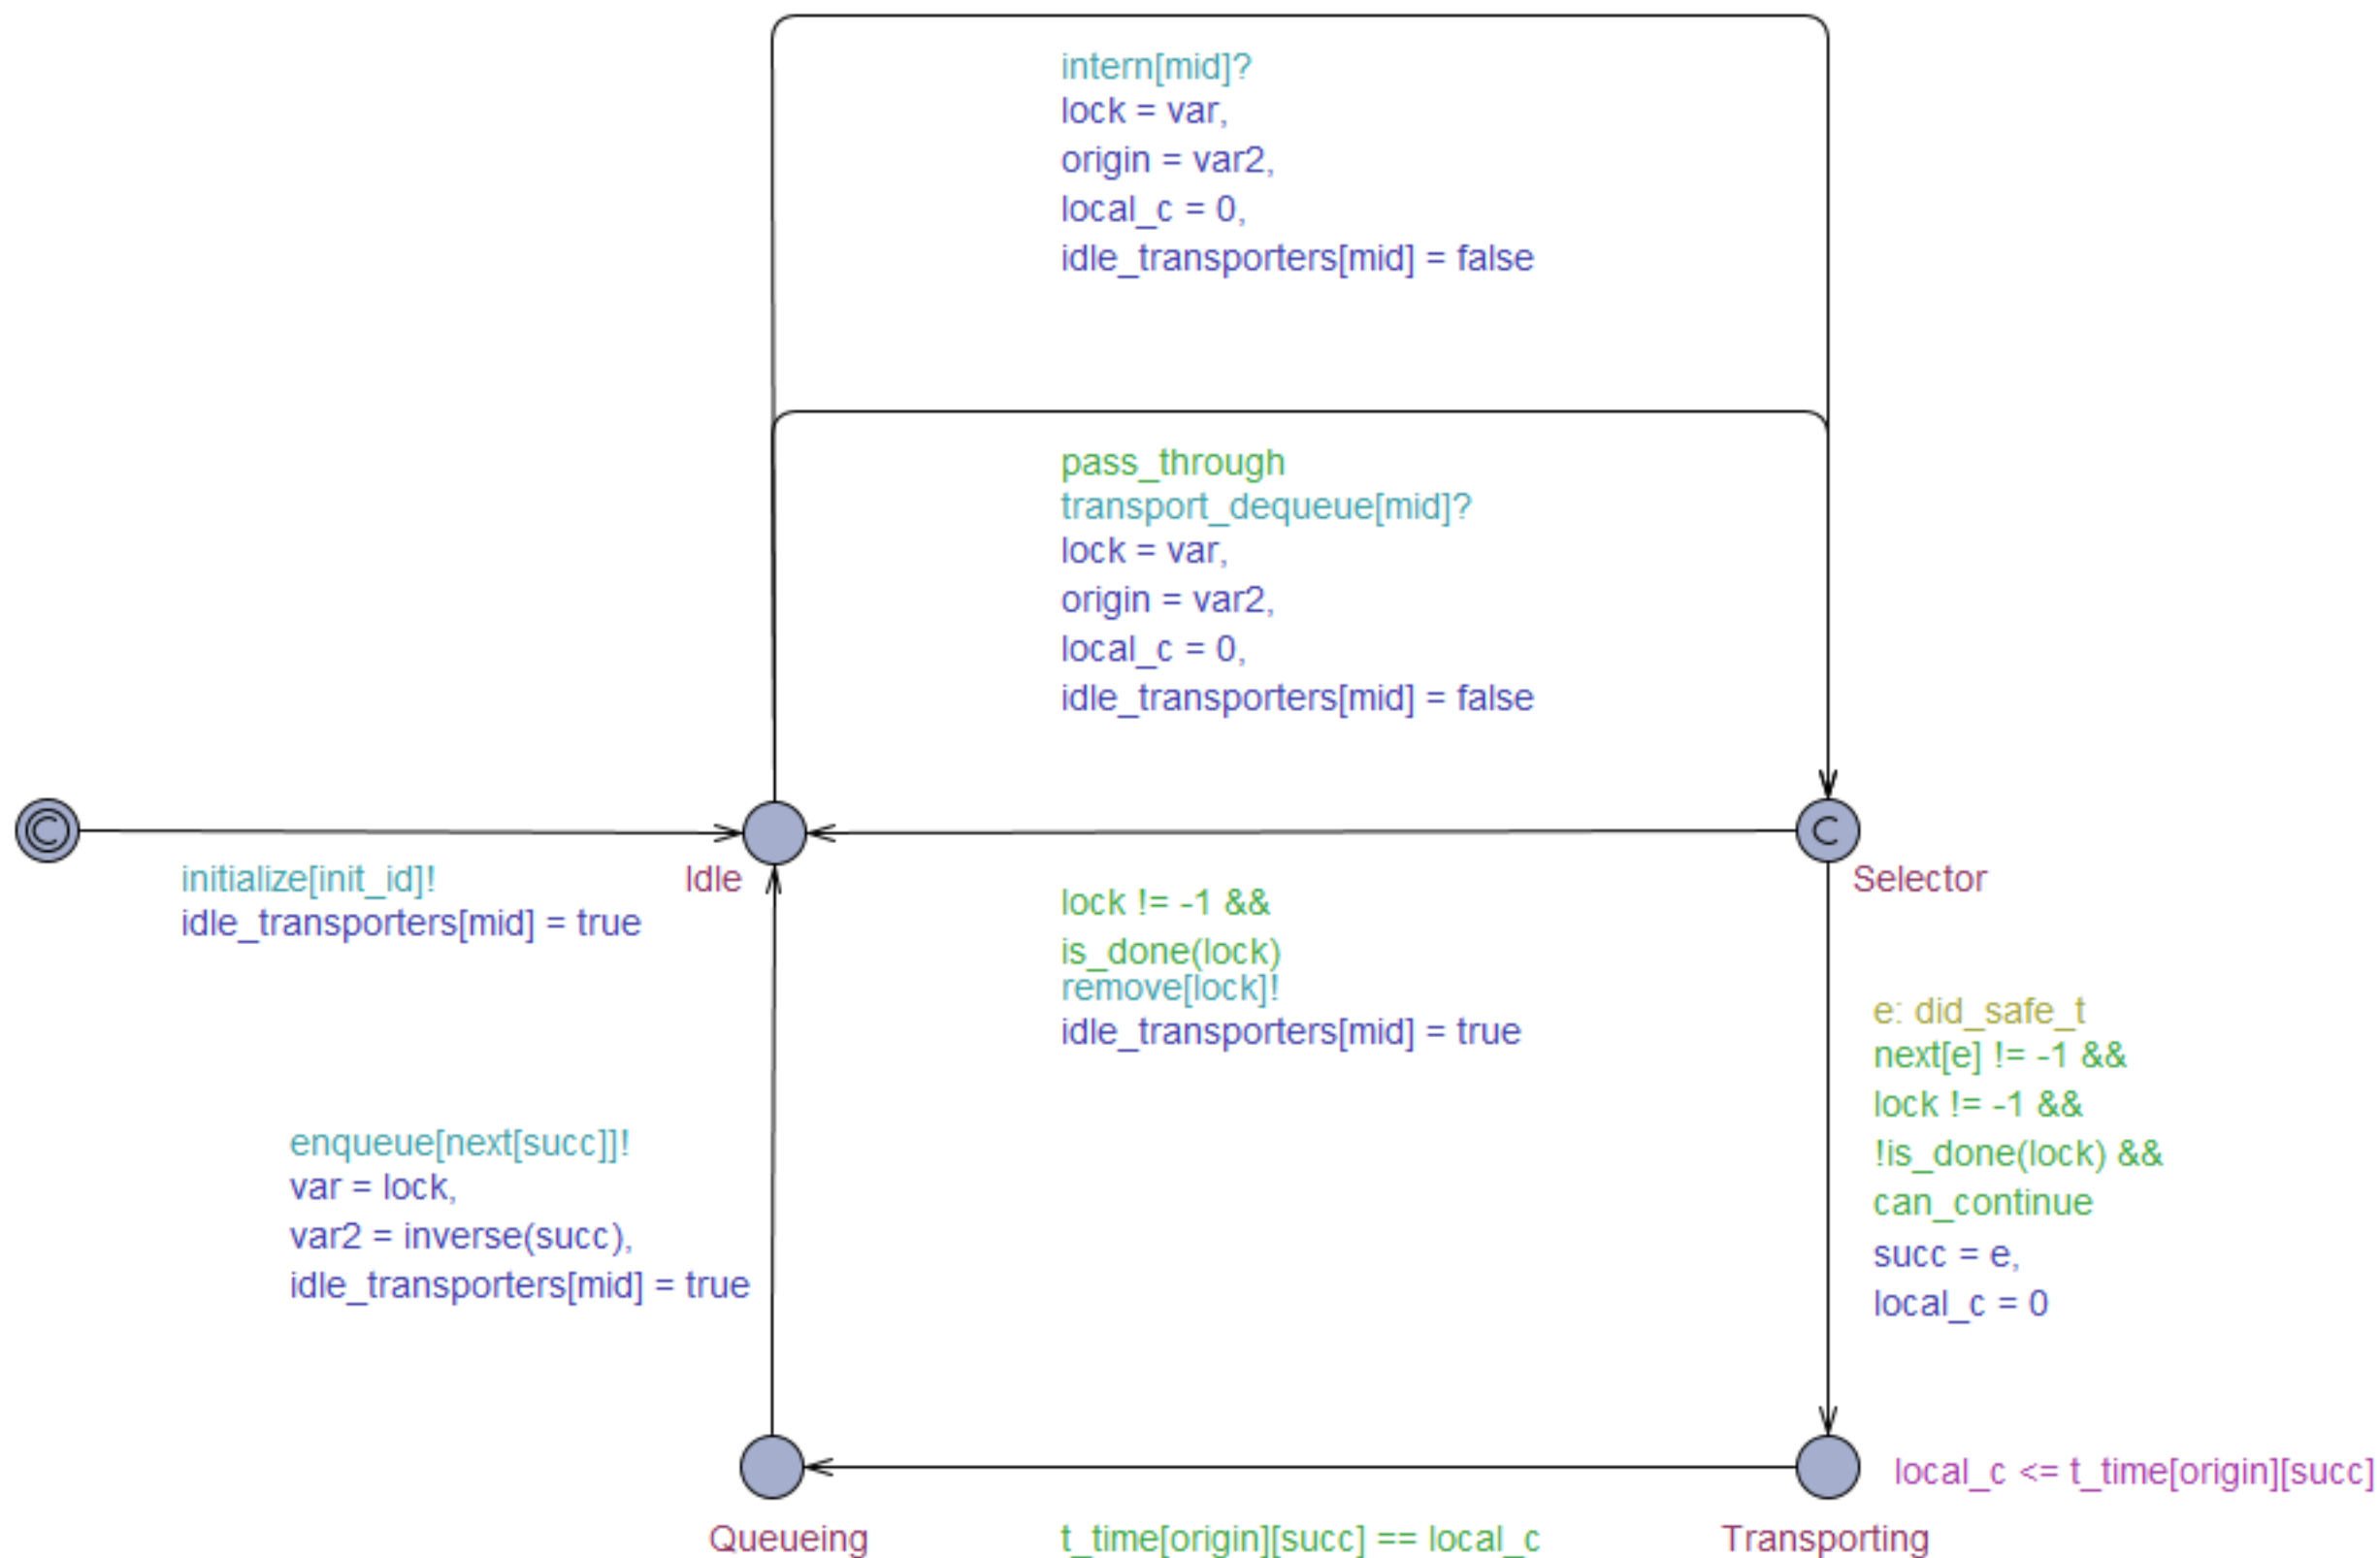 intern[mid]?
lock = var,
origin = var2,
local_c = 0,
idle_transporters[mid] = false
pass_through
transport_dequeue[mid]?
lock = var,
origin = var2,
local_c = 0,
idle_transporters[mid] = false
C
initialize[init_id]!
idle_transporters[mid] = true
Idle
C
Selector
lock != -1 &&
is_done(lock)
remove[lock]!
idle_transporters[mid] = true
e: did_safe_t
next[e] != -1 &&
lock != -1 &&
!is_done(lock) &&
can_continue
succ = e,
local_c = 0
enqueue[next[succ]]!
var = lock,
var2 = inverse(succ),
idle_transporters[mid] = true
Queueing
t_time[origin][succ] == local_c
Transporting
local_c <= t_time[origin][succ]